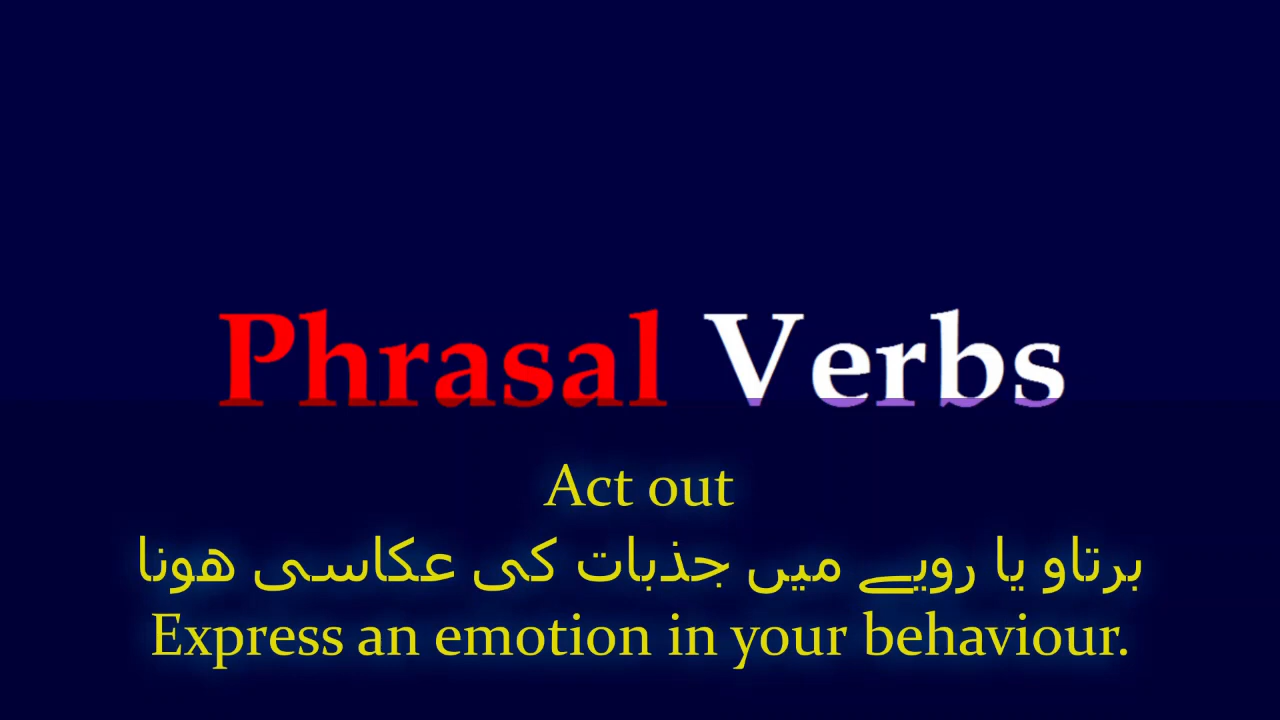 Phrasal Verbs
Act out
برتاو یا رویے میں جذبات کی عکاسی ھونا
Express an emotion in your behaviour.